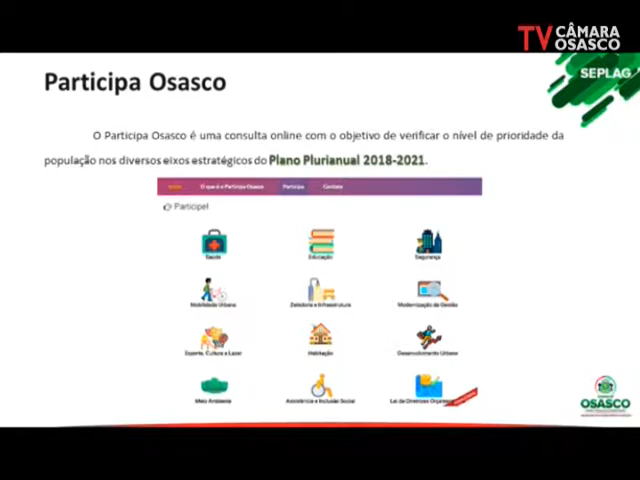 TV CÂMARA
OSASCO
SEPLAG
Participa Osasco
O Participa Osasco é uma consulta online com o objetivo de verificar o nível de prioridade da
população nos diversos eixos estratégicos do Plano Plurianual 2018-2021.
O que é o Participa Osasco Participa Contato
Participe!
Saúde Educação Segurança
Mobilidade Urbana Zeladoria e Infraestrutura Modernização da Gestão
Esporte, Cultura e Lazer Habitação Desenvolvimento Urbano
Meio Ambiente Assistência e Inclusão Social Lei de Diretrizes
OSASCO